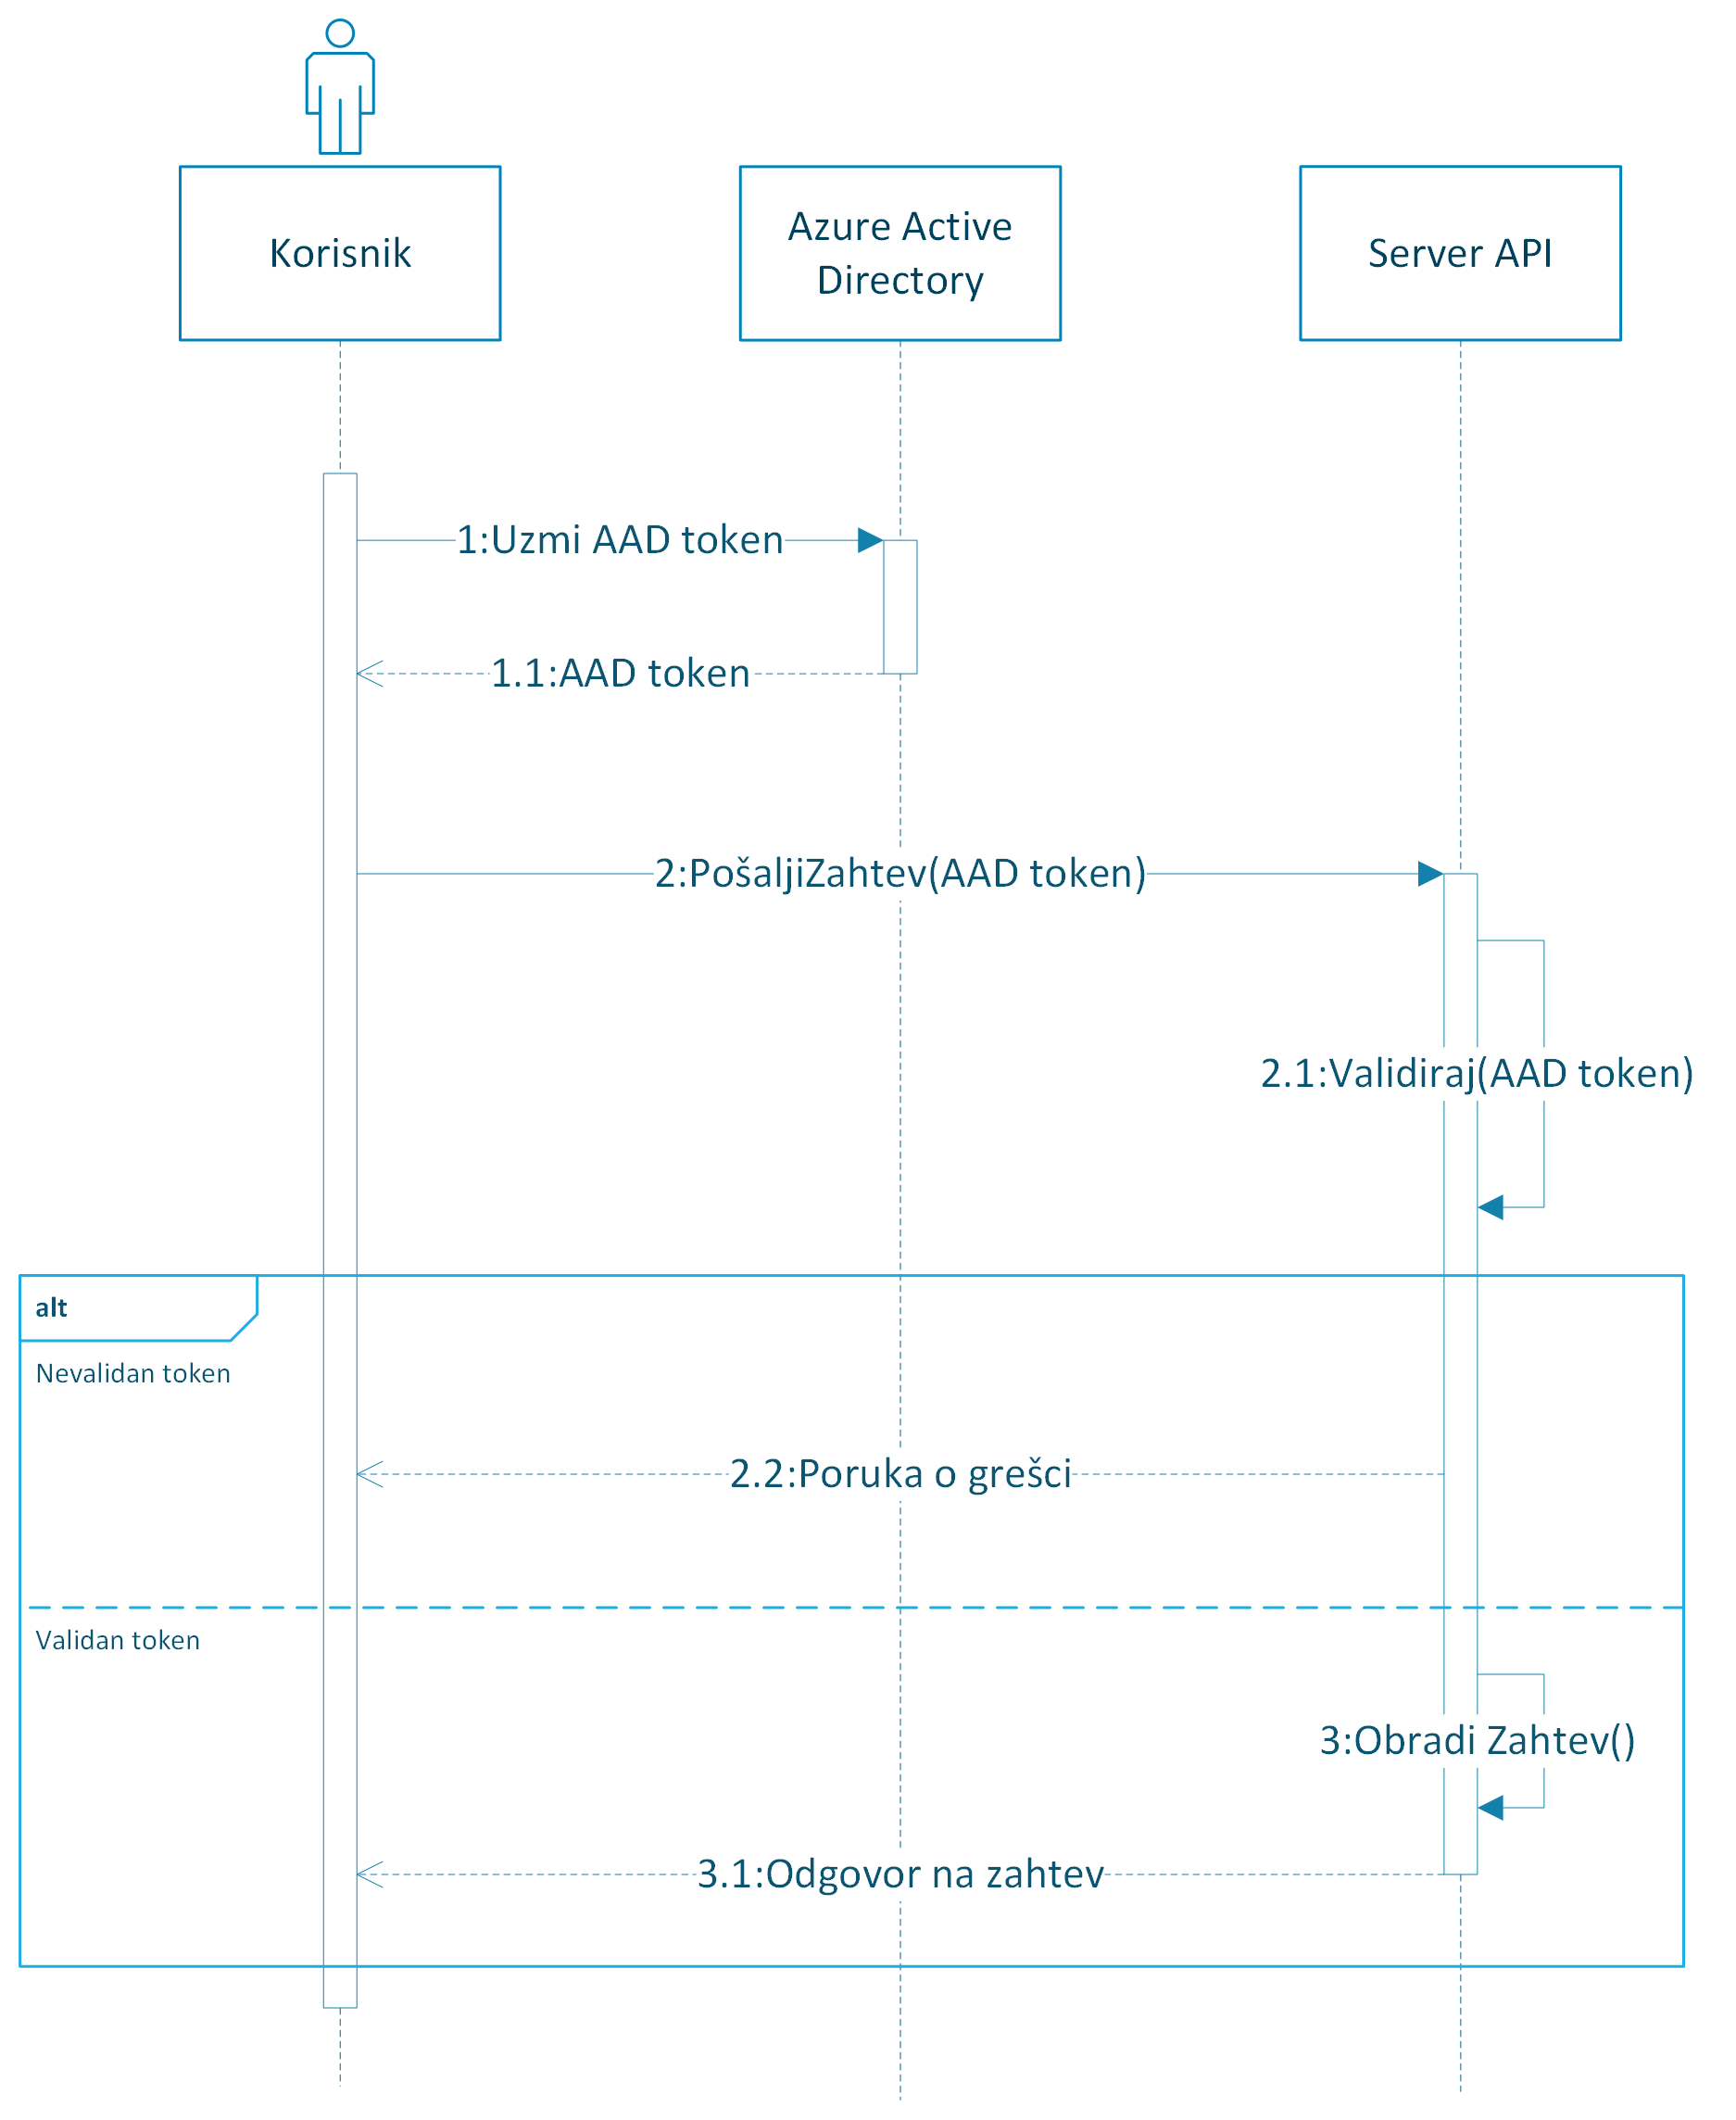 Korisnik
Azure Active
Directory
Server API
1:Uzmi AAD token
1.1:AAD token
2:PošaljiZahtev(AAD token)
2.1:Validiraj(AAD token)
alt
Nevalidan token
2.2:Poruka o grešci
Validan token
3:Obradi Zahtev()
3.1:Odgovor na zahtev